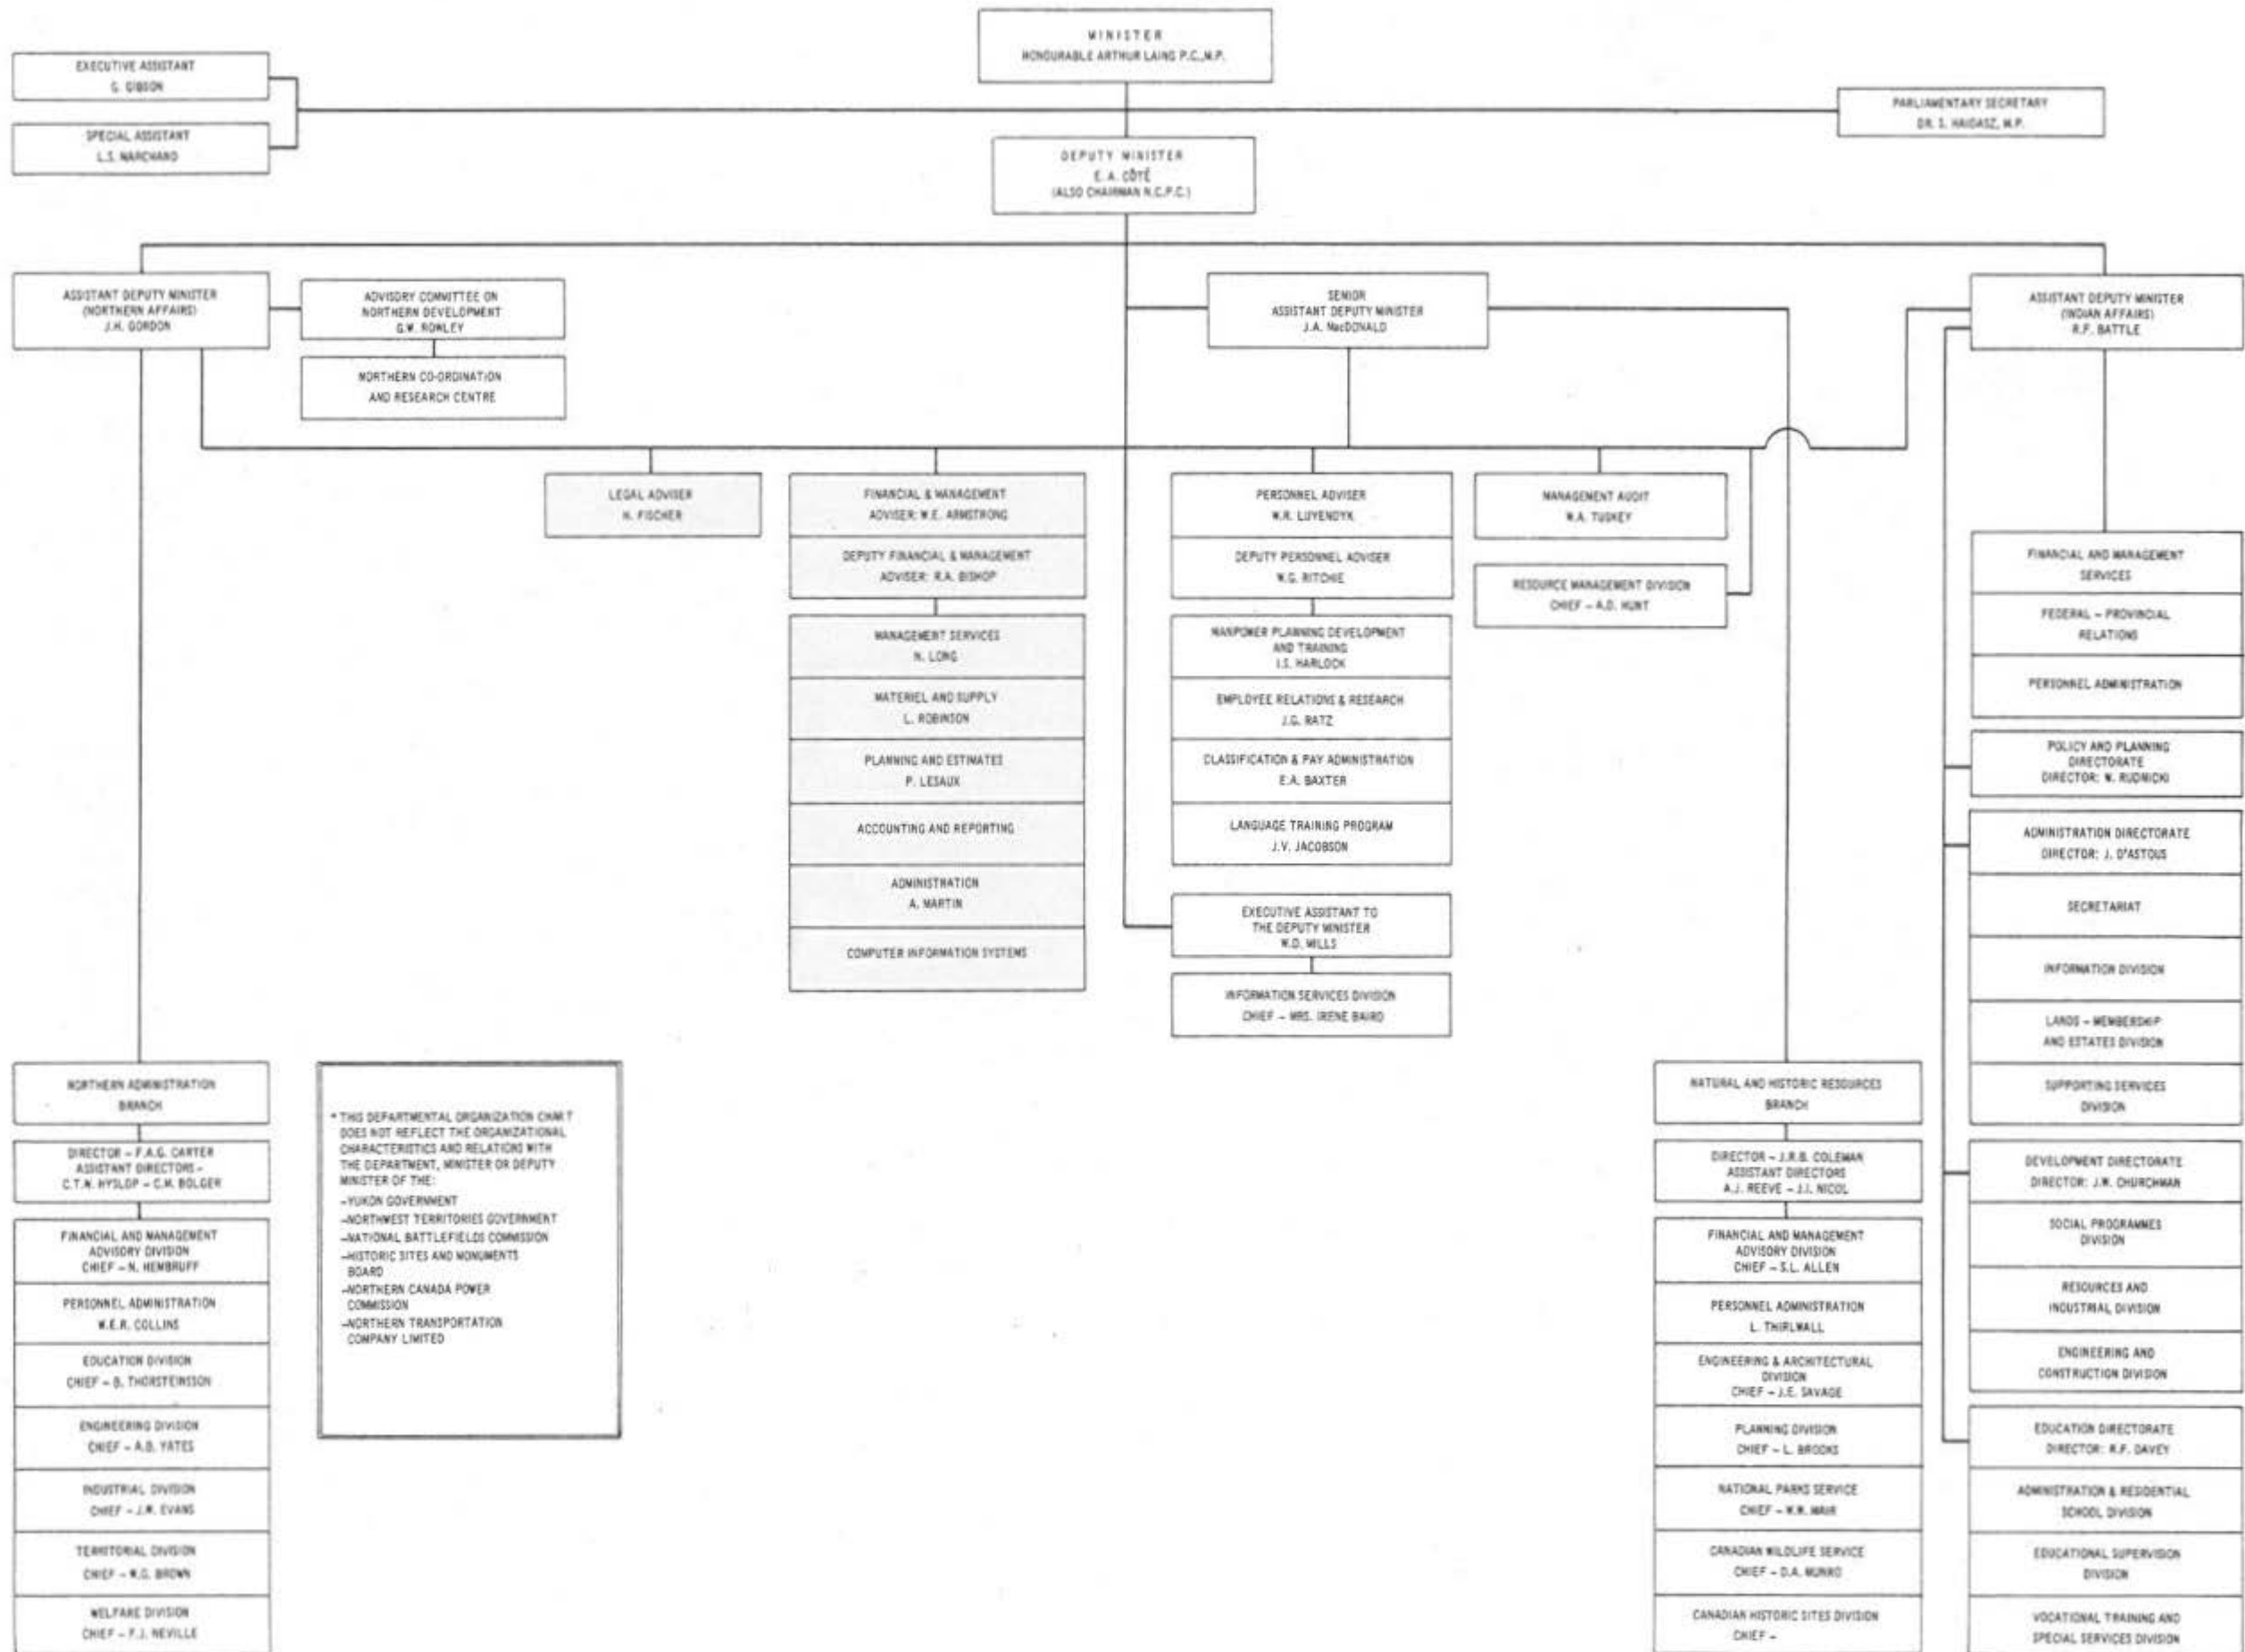 MINISTER
HONOURABLE ARTHUR LAING P.C.,M.P.
EXECUTIVE ASSISTANT
G. GIBSON
SPECIAL ASSISTANT
L.S. MARCHAND
PARLIAMENTARY SECRETARY
DR. S. HAIDASZ, M.P.
DEPUTY MINISTER
E. A. CÔTÉ
(ALSO CHAIRMAN N.C.P.C.)
ASSISTANT DEPUTY MINISTER
(NORTHERN AFFAIRS)
J.H. GORDON
ADVISORY COMMITTEE ON
NORTHERN DEVELOPMENT
G.W. ROWLEY
NORTHERN CO-ORDINATION
AND RESEARCH CENTRE
SENIOR
ASSISTANT DEPUTY MINISTER
J.A. MacDONALD
ASSISTANT DEPUTY MINISTER
(INDIAN AFFAIRS)
R.F. BATTLE
LEGAL ADVISER
H. FISCHER
FINANCIAL & MANAGEMENT
ADVISER: W.E. ARMSTRONG
DEPUTY FINANCIAL & MANAGEMENT
ADVISER: R.A. BISHOP
MANAGEMENT SERVICES
N. LONG
MATERIEL AND SUPPLY
L. ROBINSON
PLANNING AND ESTIMATES
P. LESAUX
ACCOUNTING AND REPORTING
ADMINISTRATION
A. MARTIN
COMPUTER INFORMATION SYSTEMS
PERSONNEL ADVISER
W.R. LUYENDYK
DEPUTY PERSONNEL ADVISER
W.G. RITCHIE
MANPOWER PLANNING DEVELOPMENT
AND TRAINING
I.S. HARLOCK
EMPLOYEE RELATIONS & RESEARCH
J.G. RATZ
CLASSIFICATION & PAY ADMINISTRATION
E.A. BAXTER
LANGUAGE TRAINING PROGRAM
J.V. JACOBSON
EXECUTIVE ASSISTANT TO
THE DEPUTY MINISTER
W.D. MILLS
INFORMATION SERVICES DIVISION
CHIEF – MRS. IRENE BAIRD
MANAGEMENT AUDIT
W.A. TUSKEY
RESOURCE MANAGEMENT DIVISION
CHIEF – A.D. HUNT
FINANCIAL AND MANAGEMENT
SERVICES
FEDERAL – PROVINCIAL
RELATIONS
PERSONNEL ADMINISTRATION
POLICY AND PLANNING
DIRECTORATE
DIRECTOR: W. RUDNICKI
ADMINISTRATION DIRECTORATE
DIRECTOR: J. D'ASTOUS
SECRETARIAT
INFORMATION DIVISION
LANDS – MEMBERSHIP
AND ESTATES DIVISION
SUPPORTING SERVICES
DIVISION
DEVELOPMENT DIRECTORATE
DIRECTOR: J.W. CHURCHMAN
SOCIAL PROGRAMMES
DIVISION
RESOURCES AND
INDUSTRIAL DIVISION
ENGINEERING AND
CONSTRUCTION DIVISION
EDUCATION DIRECTORATE
DIRECTOR: R.F. DAVEY
ADMINISTRATION & RESIDENTIAL
SCHOOL DIVISION
EDUCATIONAL SUPERVISION
DIVISION
VOCATIONAL TRAINING AND
SPECIAL SERVICES DIVISION
NORTHERN ADMINISTRATION
BRANCH
DIRECTOR – F.A.G. CARTER
ASSISTANT DIRECTORS –
C.T.W. HYSLOP – C.M. BOLGER
FINANCIAL AND MANAGEMENT
ADVISORY DIVISION
CHIEF – N. HEMBRUFF
PERSONNEL ADMINISTRATION
W.E.R. COLLINS
EDUCATION DIVISION
CHIEF – B. THORSTEINSSON
ENGINEERING DIVISION
CHIEF – A.B. YATES
INDUSTRIAL DIVISION
CHIEF – J.W. EVANS
TERRITORIAL DIVISION
CHIEF – W.G. BROWN
WELFARE DIVISION
CHIEF – F.J. NEVILLE
* THIS DEPARTMENTAL ORGANIZATION CHART
DOES NOT REFLECT THE ORGANIZATIONAL
CHARACTERISTICS AND RELATIONS WITH
THE DEPARTMENT, MINISTER OR DEPUTY
MINISTER OF THE:
–YUKON GOVERNMENT
–NORTHWEST TERRITORIES GOVERNMENT
–NATIONAL BATTLEFIELDS COMMISSION
–HISTORIC SITES AND MONUMENTS
BOARD
–NORTHERN CANADA POWER
COMMISSION
–NORTHERN TRANSPORTATION
COMPANY LIMITED
NATURAL AND HISTORIC RESOURCES
BRANCH
DIRECTOR – J.R.B. COLEMAN
ASSISTANT DIRECTORS
A.J. REEVE – J.I. NICOL
FINANCIAL AND MANAGEMENT
ADVISORY DIVISION
CHIEF – S.L. ALLEN
PERSONNEL ADMINISTRATION
L. THIRLWALL
ENGINEERING & ARCHITECTURAL
DIVISION
CHIEF – J.E. SAVAGE
PLANNING DIVISION
CHIEF – L. BROOKS
NATIONAL PARKS SERVICE
CHIEF – W.W. MAIR
CANADIAN WILDLIFE SERVICE
CHIEF – D.A. MUNRO
CANADIAN HISTORIC SITES DIVISION
CHIEF –